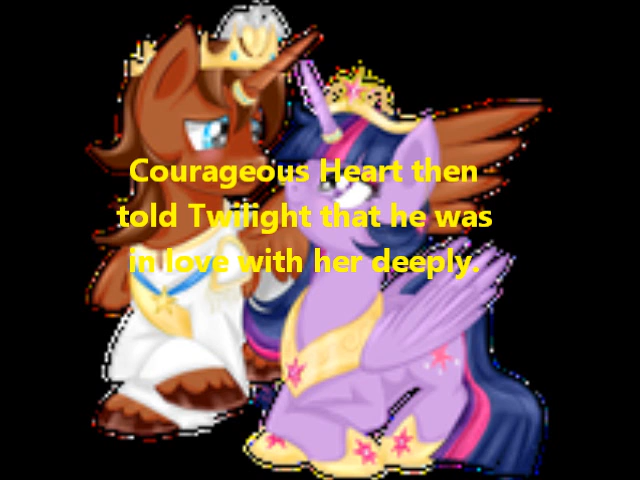 Courageous Heart then
told Twilight that he was
in love with her deeply.